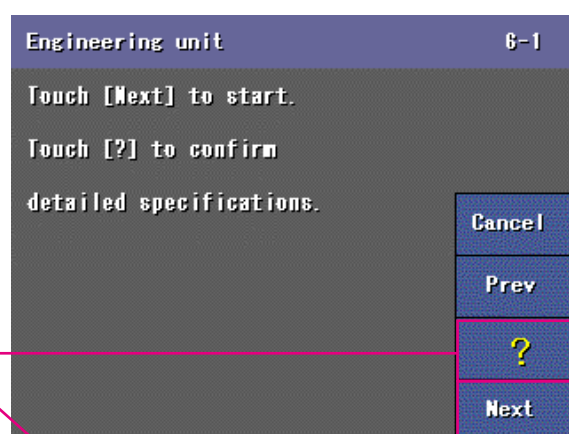 Engineering unit 6-1
Touch [Next] to start.
Touch [?] to confirm
detailed specifications.
Cancel
Prev
?
Next